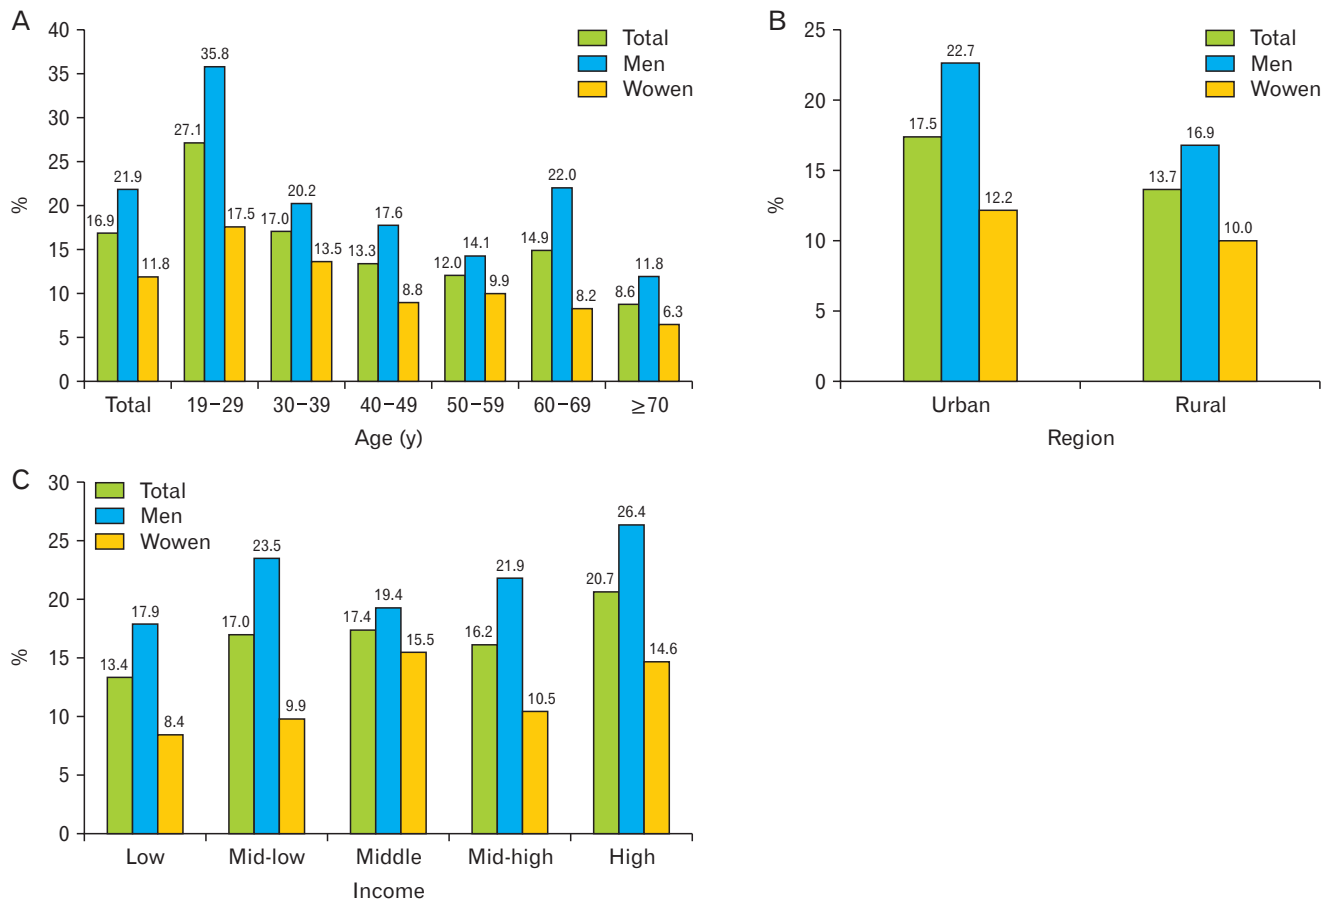 A
40
35
30
25
20
15
10
5
0
%
Total
Men
Wowen
16.9 21.9 11.8
27.1 35.8 17.5
17.0 20.2 13.5
13.3 17.6 8.8
12.0 14.1 9.9
14.9 22.0 8.2
8.6 11.8 6.3
Total 19–29 30–39 40–49 50–59 60–69 ≥70
Age (y)
B
25
20
15
10
5
0
%
Total
Men
Wowen
17.5 22.7 12.2
13.7 16.9 10.0
Urban Rural
Region
C
30
25
20
15
10
5
0
%
Total
Men
Wowen
13.4 17.9 8.4
17.0 23.5 9.9
17.4 19.4 15.5
16.2 21.9 10.5
20.7 26.4 14.6
Low Mid-low Middle Mid-high High
Income